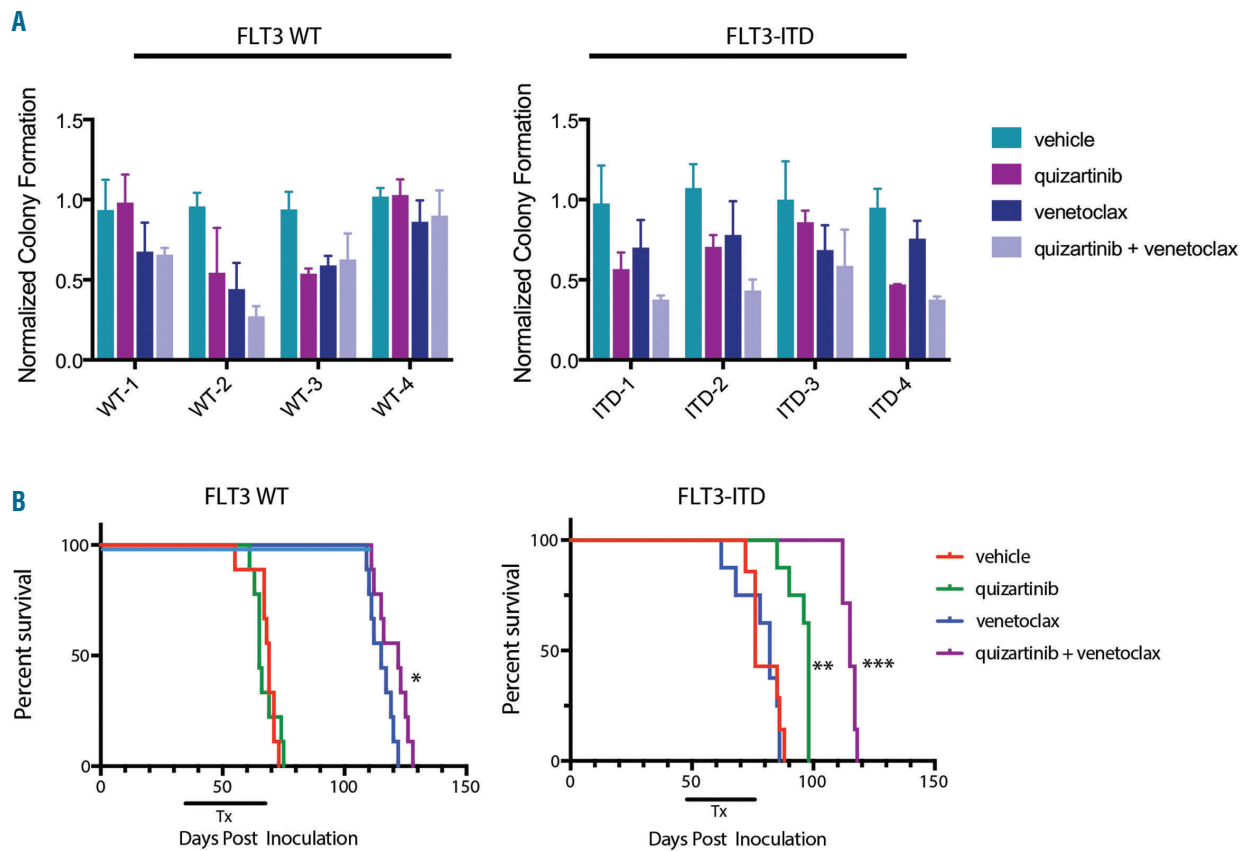 A
FLT3 WT
FLT3-ITD
Normalized Colony Formation
1.5
1.0
0.5
0.0
WT-1
WT-2
WT-3
WT-4
Normalized Colony Formation
1.5
1.0
0.5
0.0
ITD-1
ITD-2
ITD-3
ITD-4
vehicle
quizartinib
venetoclax
quizartinib + venetoclax
B
FLT3 WT
FLT3-ITD
Percent survival
100
50
0
*
0 50 100 150
Tx
Days Post Inoculation
Percent survival
100
50
0
** ***
0 50 100 150
Tx
Days Post Inoculation
vehicle
quizartinib
venetoclax
quizartinib + venetoclax